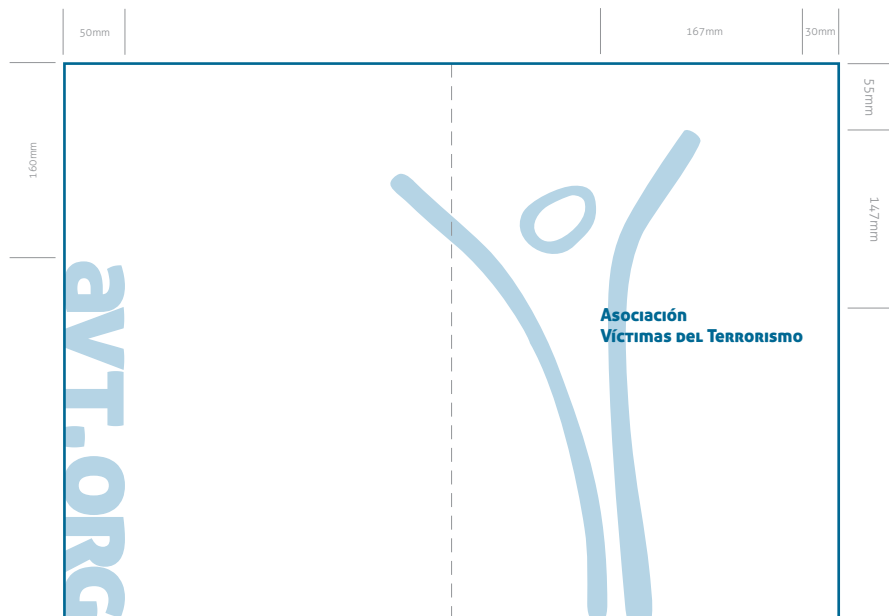 50mm
167mm
30mm
55mm
160mm
147mm
avt.org
Asociación
Víctimas del Terrorismo